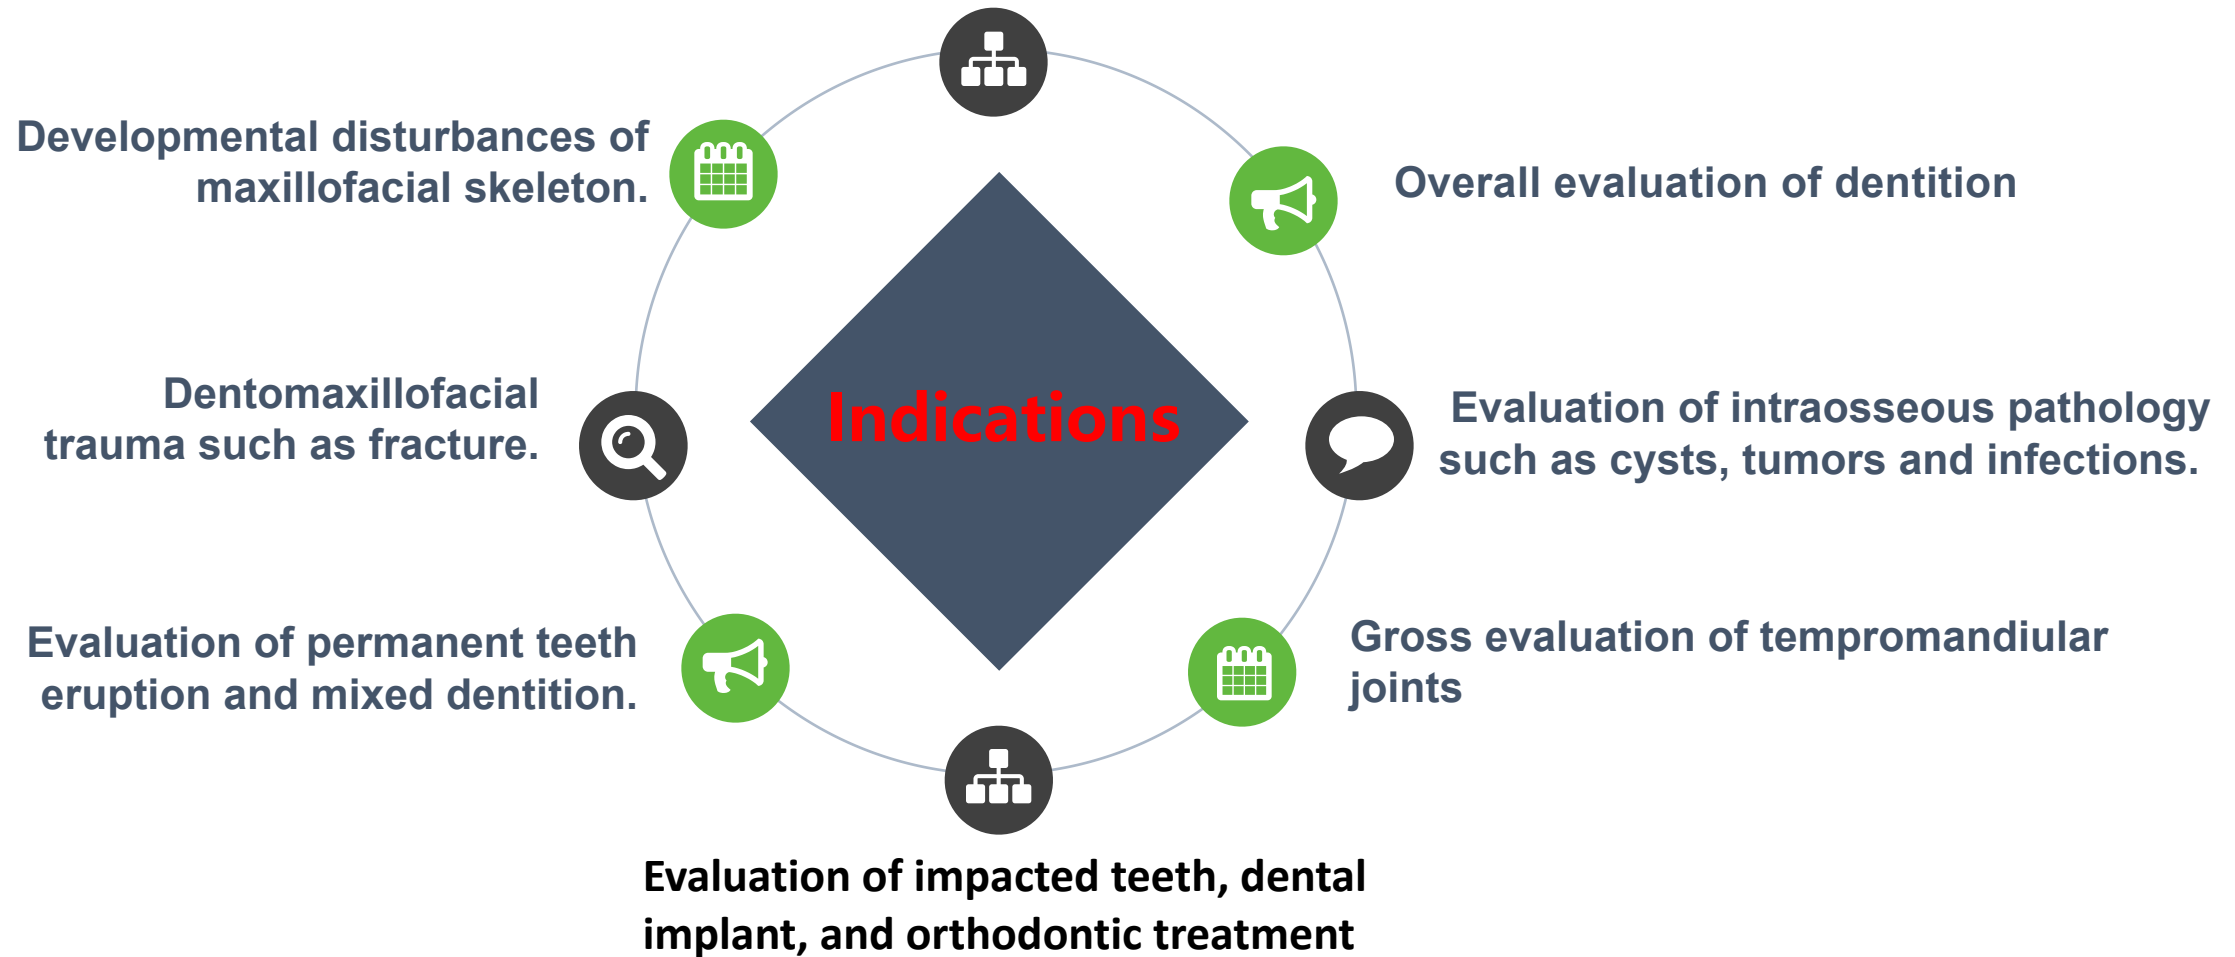 Developmental disturbances of
maxillofacial skeleton.
Overall evaluation of dentition
Dentomaxillofacial
trauma such as fracture.
Indications
Evaluation of intraosseous pathology
such as cysts, tumors and infections.
Evaluation of permanent teeth
eruption and mixed dentition.
Gross evaluation of tempromandiular
joints
Evaluation of impacted teeth, dental
implant, and orthodontic treatment